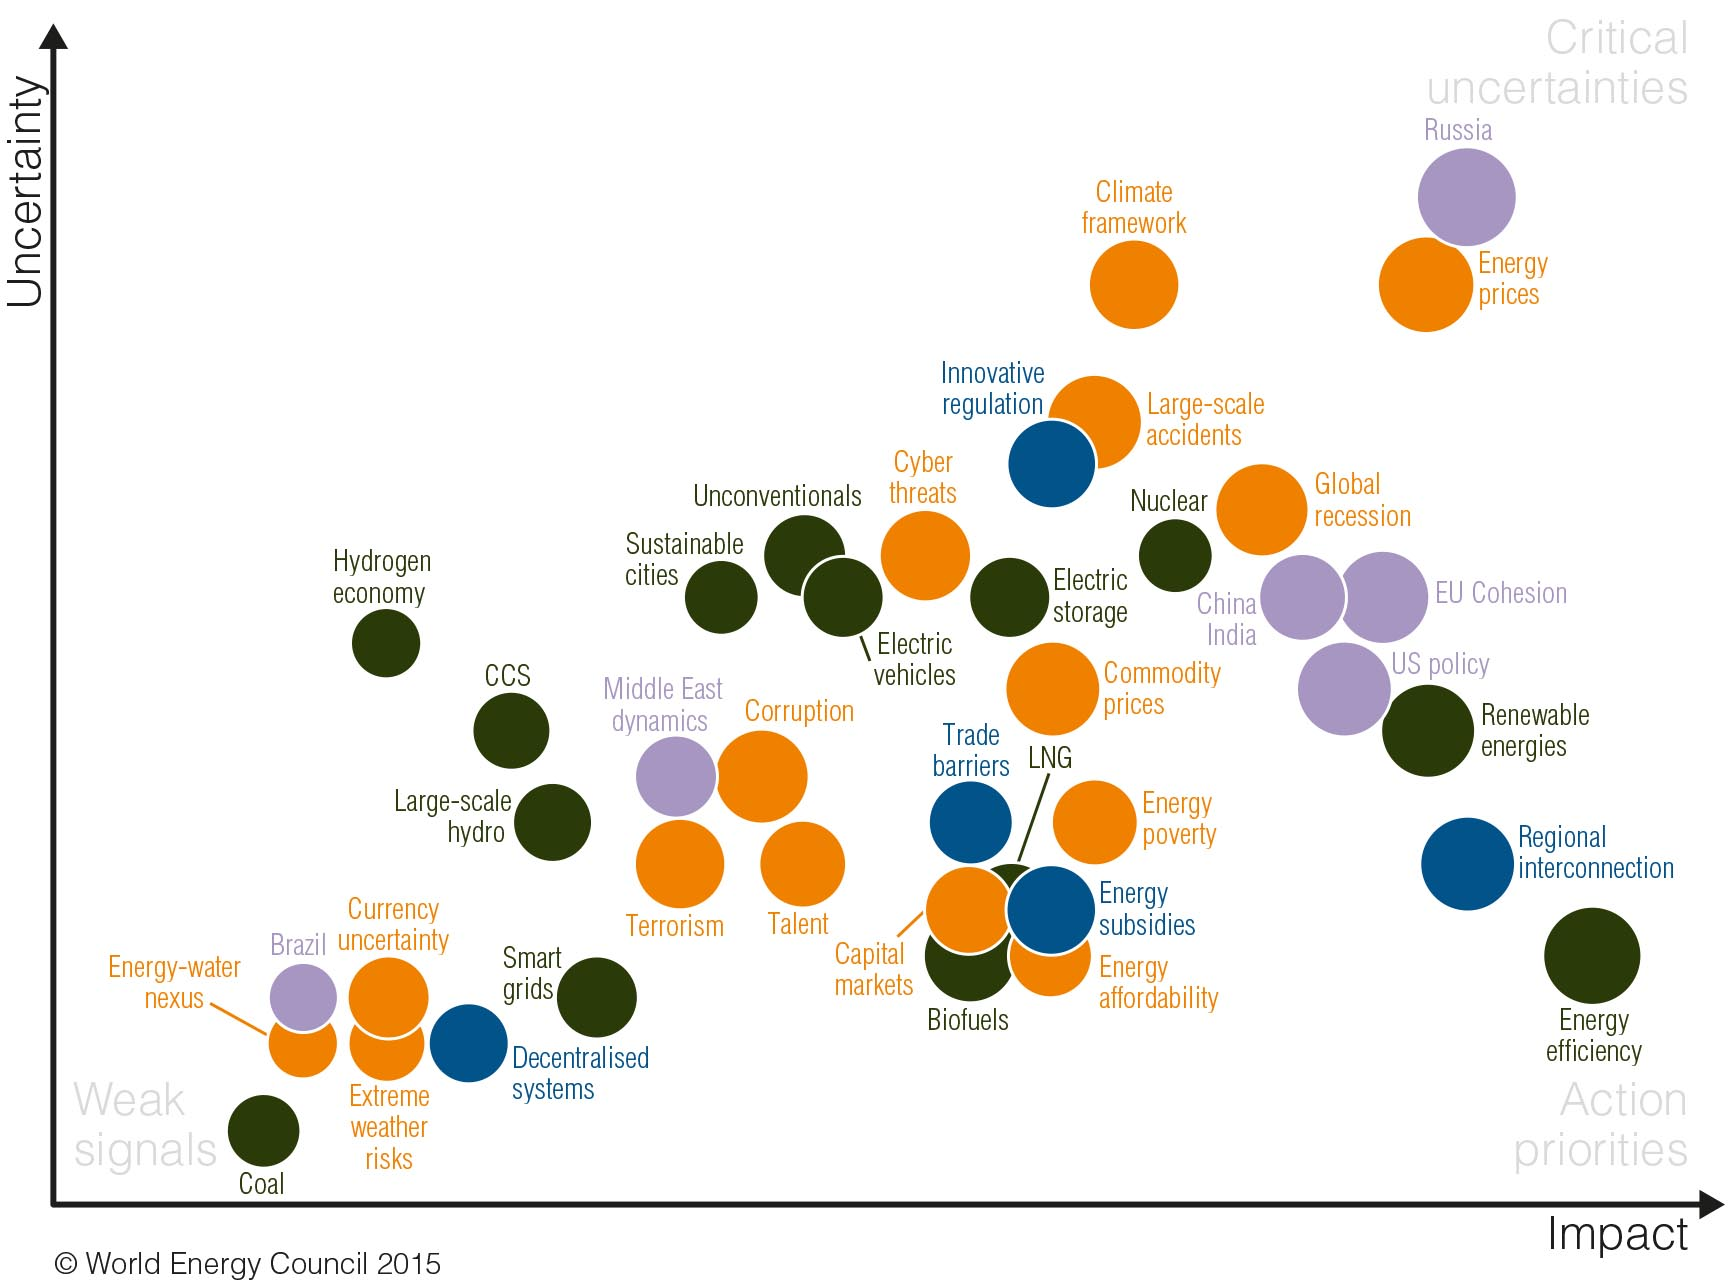 Critical
uncertainties
Uncertainty
Russia
Climate
framework
Energy
prices
Innovative
regulation
Large-scale
accidents
Cyber
threats
Global
recession
Unconventionals
Nuclear
Sustainable
cities
Hydrogen
economy
Electric
storage
China
India
EU Cohesion
Electric
vehicles
CCS
Middle East
dynamics
Corruption
Commodity
prices
US policy
Renewable
energies
Trade
barriers
LNG
Large-scale
hydro
Energy
poverty
Regional
interconnection
Terrorism
Talent
Energy
subsidies
Currency
uncertainty
Brazil
Energy-water
nexus
Smart
grids
Capital
markets
Energy
affordability
Biofuels
Energy
efficiency
Decentralised
systems
Extreme
weather
risks
Weak
signals
Coal
Action
priorities
Impact
© World Energy Council 2015